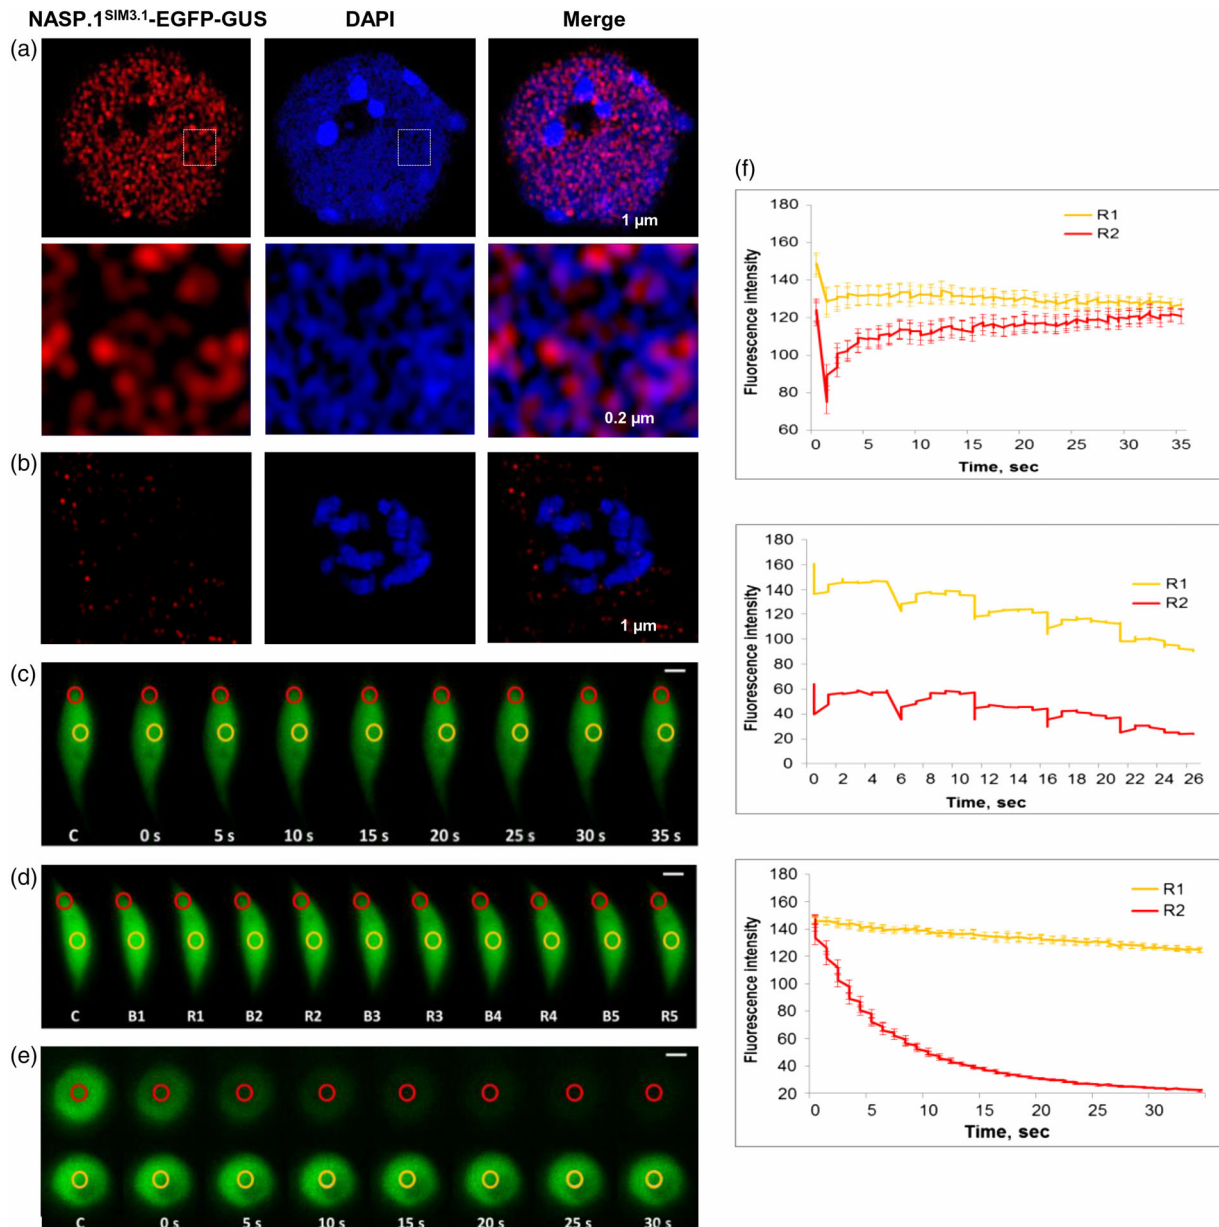 NASP.1SIM3.1-EGFP-GUS DAPI Merge
(a)
1 µm
0.2 µm
(b)
1 µm
(c)
C 0 s 5 s 10 s 15 s 20 s 25 s 30 s 35 s
(d)
C B1 R1 B2 R2 B3 R3 B4 R4 B5 R5
(e)
C 0 s 5 s 10 s 15 s 20 s 25 s 30 s
(f)
Fluorescence intensity
180
160
140
120
100
80
60
R1
R2
0 5 10 15 20 25 30 35
Time, sec
Fluorescence intensity
180
160
140
120
100
80
60
40
20
0
R1
R2
0 2 4 6 8 10 12 14 16 18 20 22 24 26
Time, sec
Fluorescence intensity
180
160
140
120
100
80
60
40
20
R1
R2
0 5 10 15 20 25 30
Time, sec